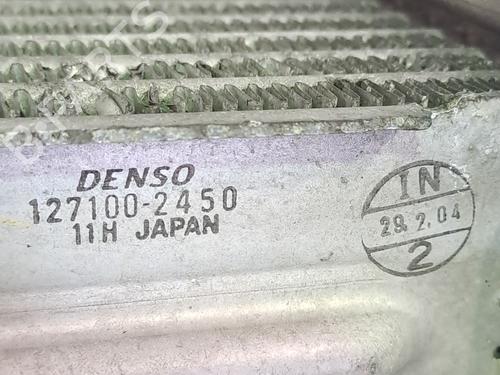 DENSO
127100-2450
11H JAPAN
IN
29.2.04
2